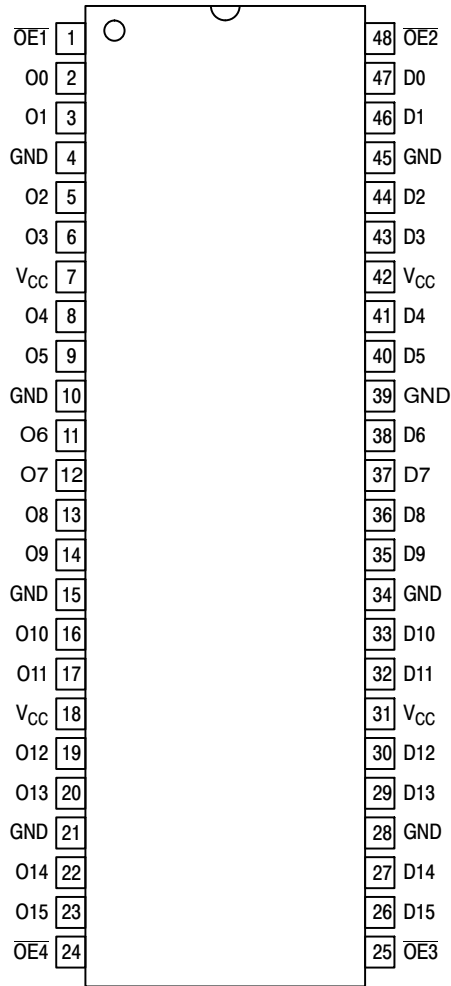 O̅E̅1̅ 1 48 O̅E̅2̅
O0 2 47 D0
O1 3 46 D1
GND 4 45 GND
O2 5 44 D2
O3 6 43 D3
VCC 7 42 VCC
O4 8 41 D4
O5 9 40 D5
GND 10 39 GND
O6 11 38 D6
O7 12 37 D7
O8 13 36 D8
O9 14 35 D9
GND 15 34 GND
O10 16 33 D10
O11 17 32 D11
VCC 18 31 VCC
O12 19 30 D12
O13 20 29 D13
GND 21 28 GND
O14 22 27 D14
O15 23 26 D15
O̅E̅4̅ 24 25 O̅E̅3̅